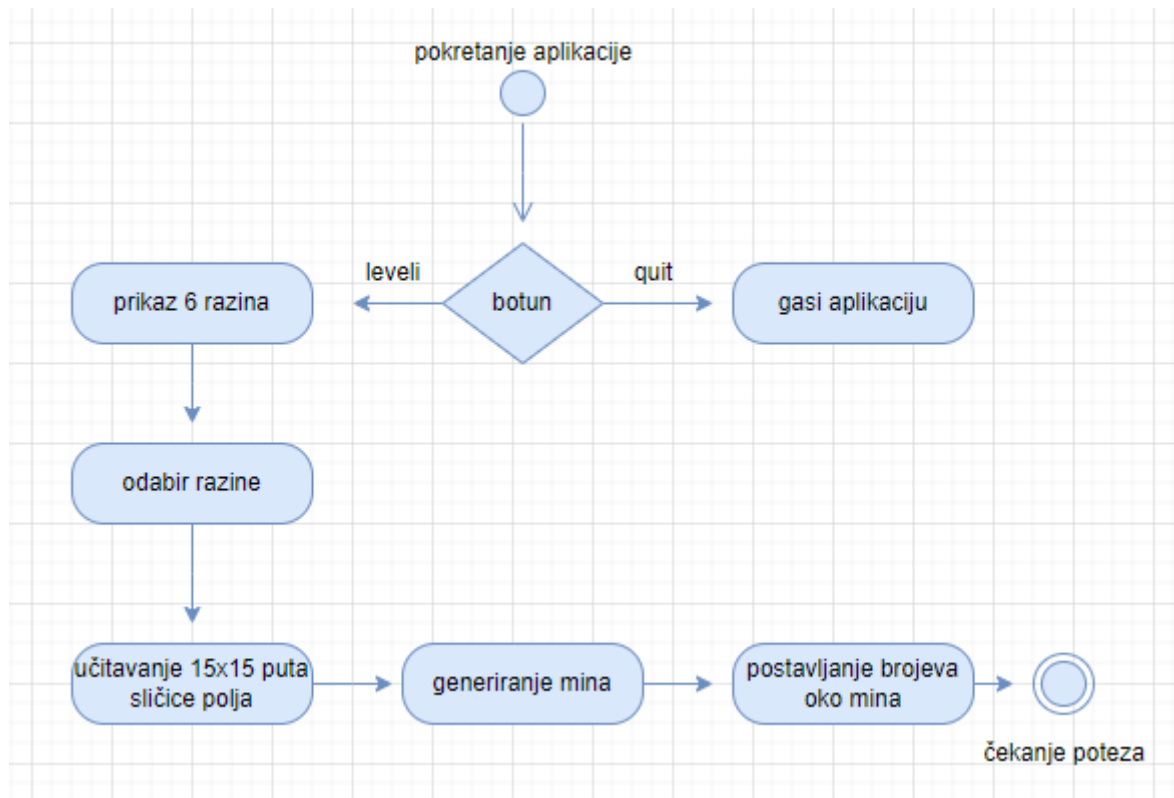 pokretanje aplikacije
leveli
quit
prikaz 6 razina
botun
gasi aplikaciju
odabir razine
učitavanje 15x15 puta
sličice polja
generiranje mina
postavljanje brojeva
oko mina
čekanje poteza